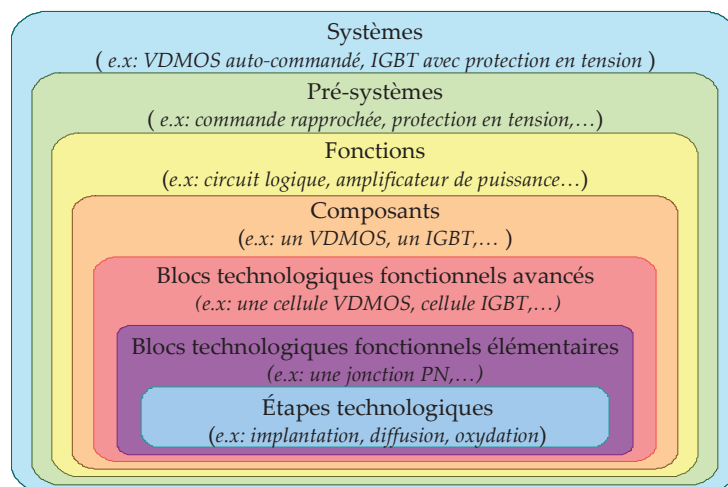 Systèmes
( e.x: VDMOS auto-commandé, IGBT avec protection en tension )
Pré-systèmes
( e.x: commande rapprochée, protection en tension,…)
Fonctions
(e.x: circuit logique, amplificateur de puissance…)
Composants
(e.x: un VDMOS, un IGBT,… )
Blocs technologiques fonctionnels avancés
(e.x: une cellule VDMOS, cellule IGBT,…)
Blocs technologiques fonctionnels élémentaires
(e.x: une jonction PN,…)
Étapes technologiques
(e.x: implantation, diffusion, oxydation)